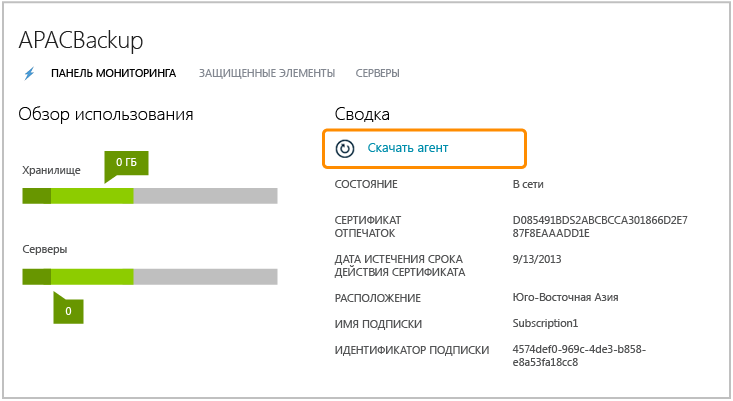 APACBackup
ПАНЕЛЬ МОНИТОРИНГА ЗАЩИЩЕННЫЕ ЭЛЕМЕНТЫ СЕРВЕРЫ
Обзор использования
0 ГБ
Хранилище
Серверы
0
Сводка
Скачать агент
СОСТОЯНИЕ В сети
СЕРТИФИКАТ D085491BDS2ABCBCCA301866D2E7
ОТПЕЧАТОК 87F8EAAADD1E
ДАТА ИСТЕЧЕНИЯ СРОКА 9/13/2013
ДЕЙСТВИЯ СЕРТИФИКАТА
РАСПОЛОЖЕНИЕ Юго-Восточная Азия
ИМЯ ПОДПИСКИ Subscription1
ИДЕНТИФИКАТОР ПОДПИСКИ 4574def0-969c-4de3-b858-
e8a53fa18cc8